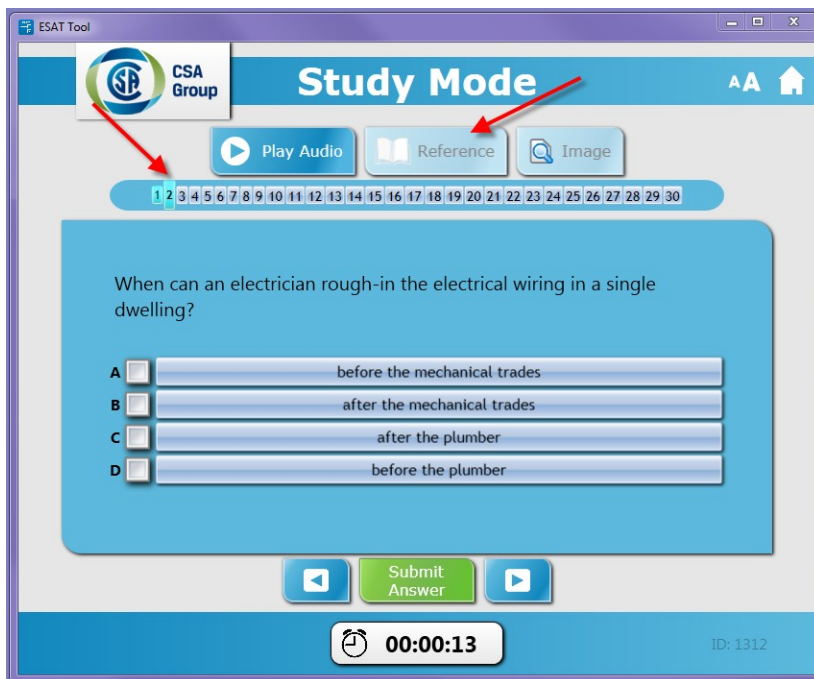 ESAT Tool
CSA
Group
Study Mode
AA
Play Audio
Reference
Image
1 2 3 4 5 6 7 8 9 10 11 12 13 14 15 16 17 18 19 20 21 22 23 24 25 26 27 28 29 30
When can an electrician rough-in the electrical wiring in a single
dwelling?
A before the mechanical trades
B after the mechanical trades
C after the plumber
D before the plumber
Submit
Answer
00:00:13
ID: 1312